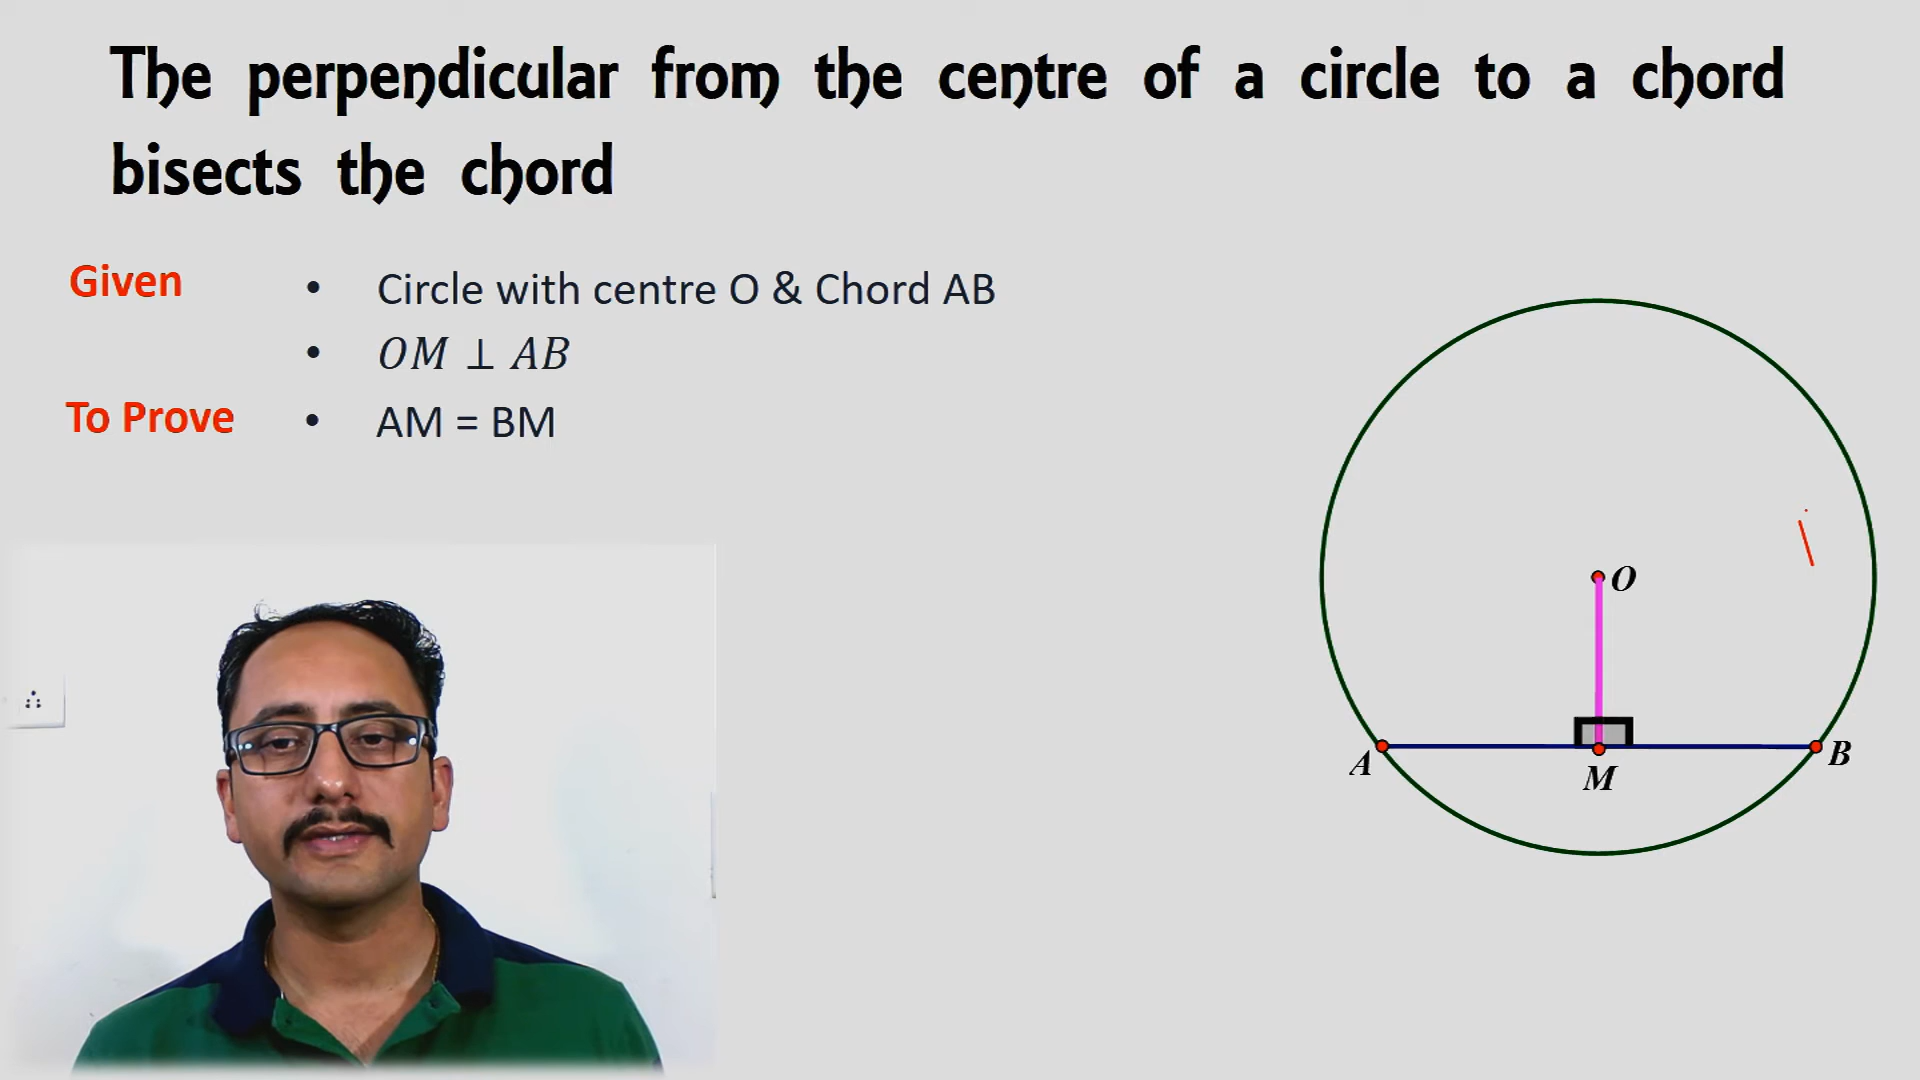 The perpendicular from the centre of a circle to a chord
bisects the chord
Given
• Circle with centre O & Chord AB
• OM ⊥ AB
To Prove
• AM = BM
O
A
M
B